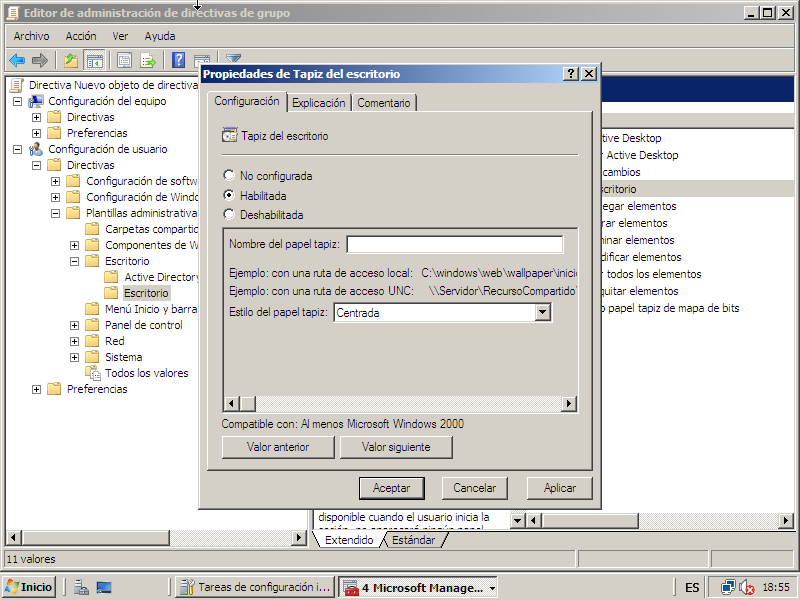 Editor de administración de directivas de grupo
Archivo Acción Ver Ayuda
Directiva Nuevo objeto de directiva
Configuración del equipo
Directivas
Preferencias
Configuración de usuario
Directivas
Configuración de softw
Configuración de Windo
Plantillas administrativa
Carpetas compartid
Componentes de W
Escritorio
Active Directory
Escritorio
Menú Inicio y barra
Panel de control
Red
Sistema
Todos los valores
Preferencias
Propiedades de Tapiz del escritorio
Configuración Explicación Comentario
Tapiz del escritorio
No configurada
Habilitada
Deshabilitada
Nombre del papel tapiz:
Ejemplo: con una ruta de acceso local: C:\windows\web\wallpaper\inici
Ejemplo: con una ruta de acceso UNC: \\Servidor\RecursoCompartido\
Estilo del papel tapiz: Centrada
Compatible con: Al menos Microsoft Windows 2000
Valor anterior Valor siguiente
Aceptar Cancelar Aplicar
tive Desktop
r Active Desktop
cambios
scritorio
egar elementos
rar elementos
minar elementos
dificar elementos
r todos los elementos
quitar elementos
o papel tapiz de mapa de bits
disponible cuando el usuario inicia la
Extendido Estándar
11 valores
Inicio Tareas de configuración i... 4 Microsoft Manage... ES 18:55